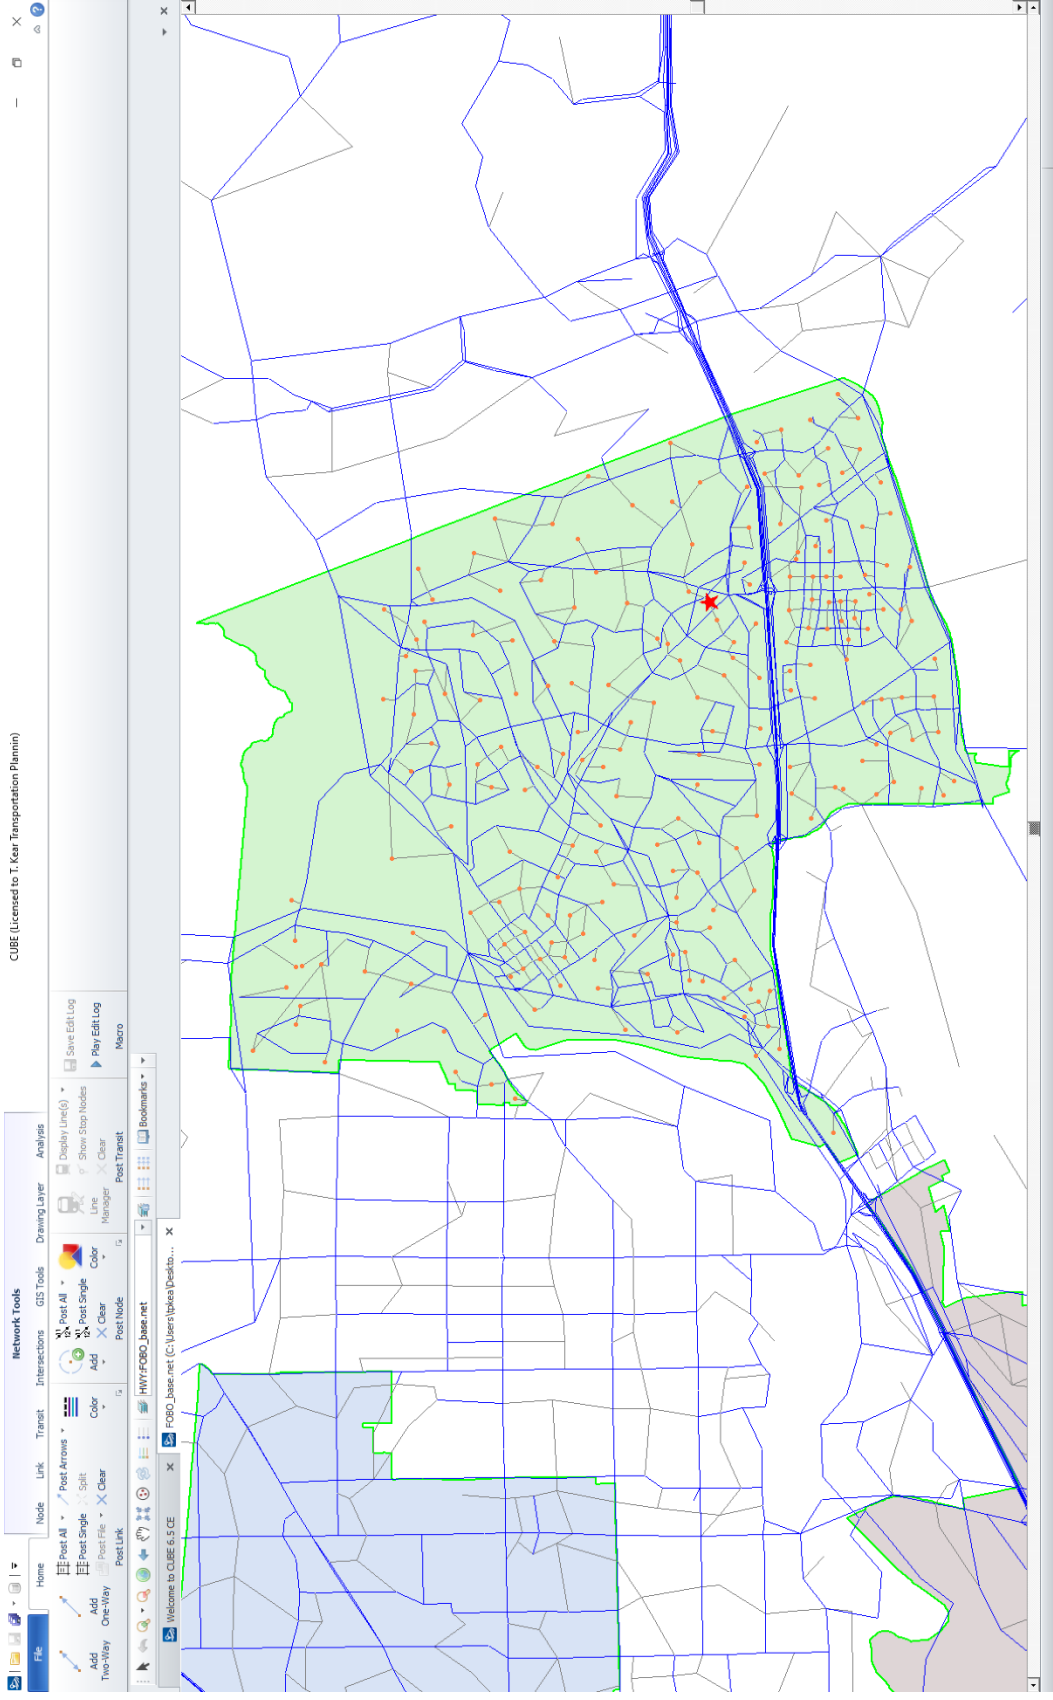 CUBE (Licensed to T. Kear Transportation Plannin)
Network Tools
File
Home
Node
Link
Transit
Intersections
GIS Tools
Drawing Layer
Analysis
Add Two-Way
Add One-Way
Post All
Post Single
Post File
Post Arrows
Split
Clear
Color
Post Link
Add
Post All
Post Single
Clear
Color
Post Node
Line Manager
Display Line(s)
Show Stop Nodes
Clear
Post Transit
Save Edit Log
Play Edit Log
Macro
HWY:FOBO_base.net
Bookmarks
Welcome to CUBE 6.5 CE
FOBO_base.net (C:\Users\tpkea\Deskto...